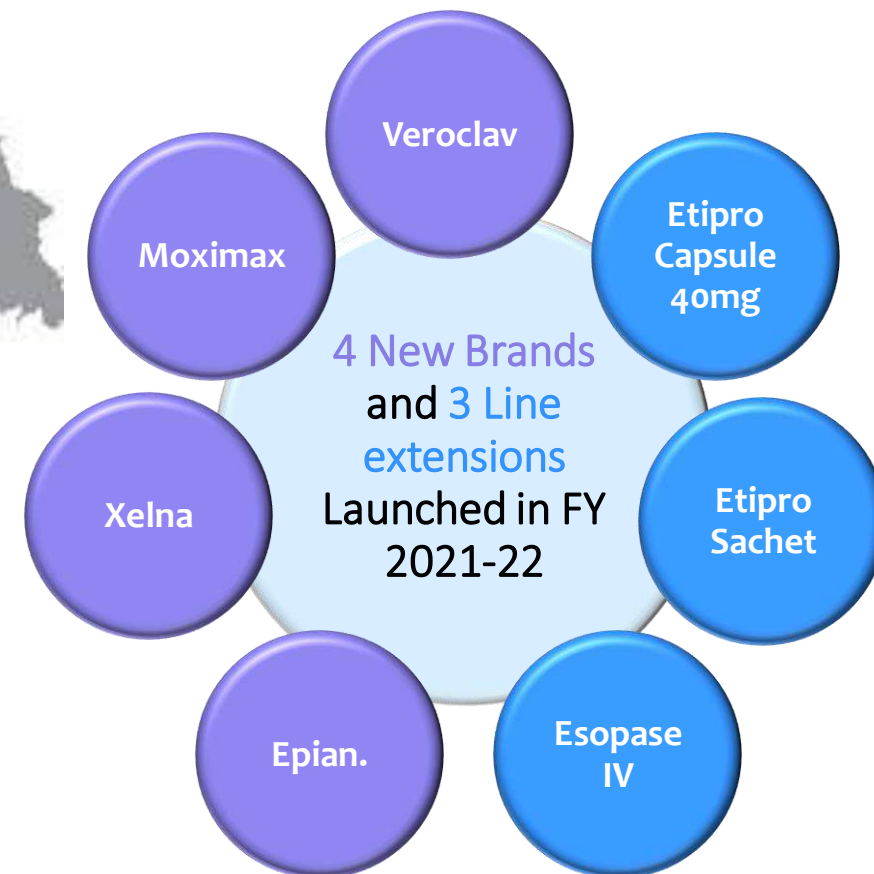 Veroclav
Etipro
Capsule
40mg
Moximax
4 New Brands
and 3 Line
extensions
Launched in FY
2021-22
Xelna
Etipro
Sachet
Epian.
Esopase
IV